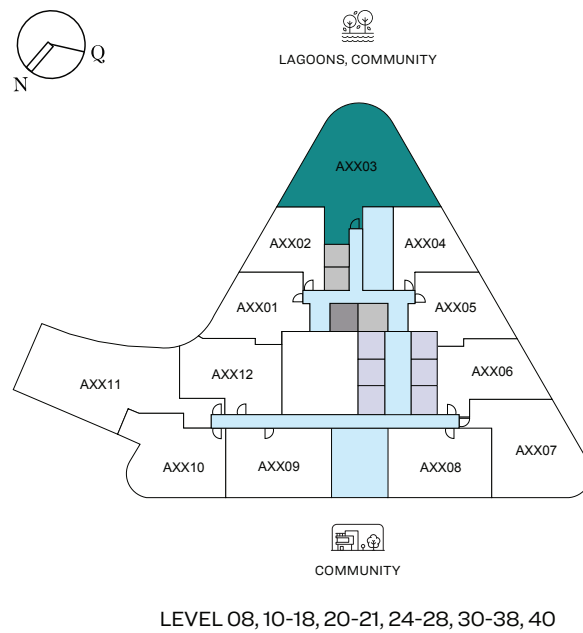 LAGOONS, COMMUNITY
Q
N
AXX03
AXX02
AXX04
AXX01
AXX05
AXX11
AXX12
AXX06
AXX10
AXX09
AXX08
AXX07
COMMUNITY
LEVEL 08, 10-18, 20-21, 24-28, 30-38, 40